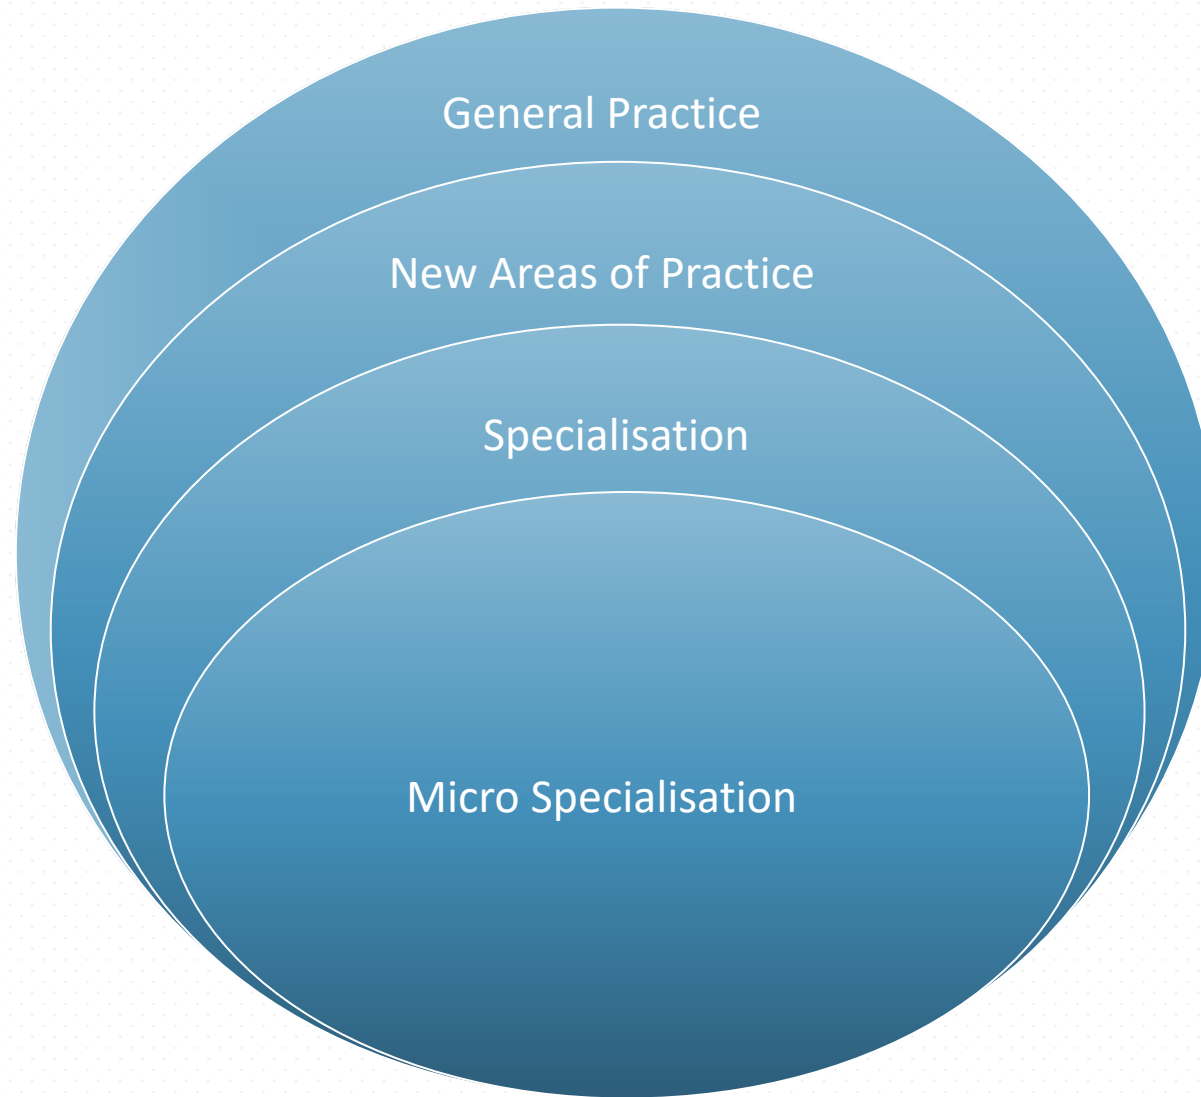 General Practice
New Areas of Practice
Specialisation
Micro Specialisation